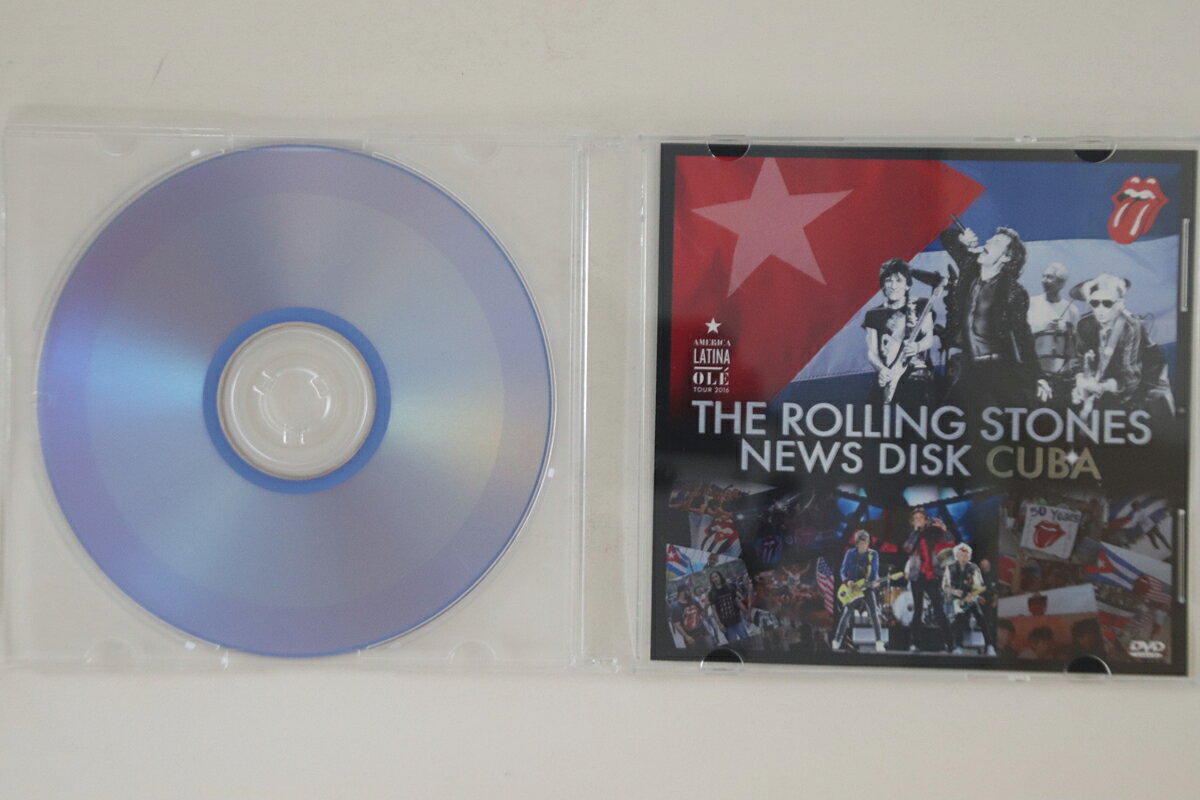 AMERICA
LATINA
OLÉ
TOUR 2016
THE ROLLING STONES
NEWS DISK CUBA
50 Years
DVD